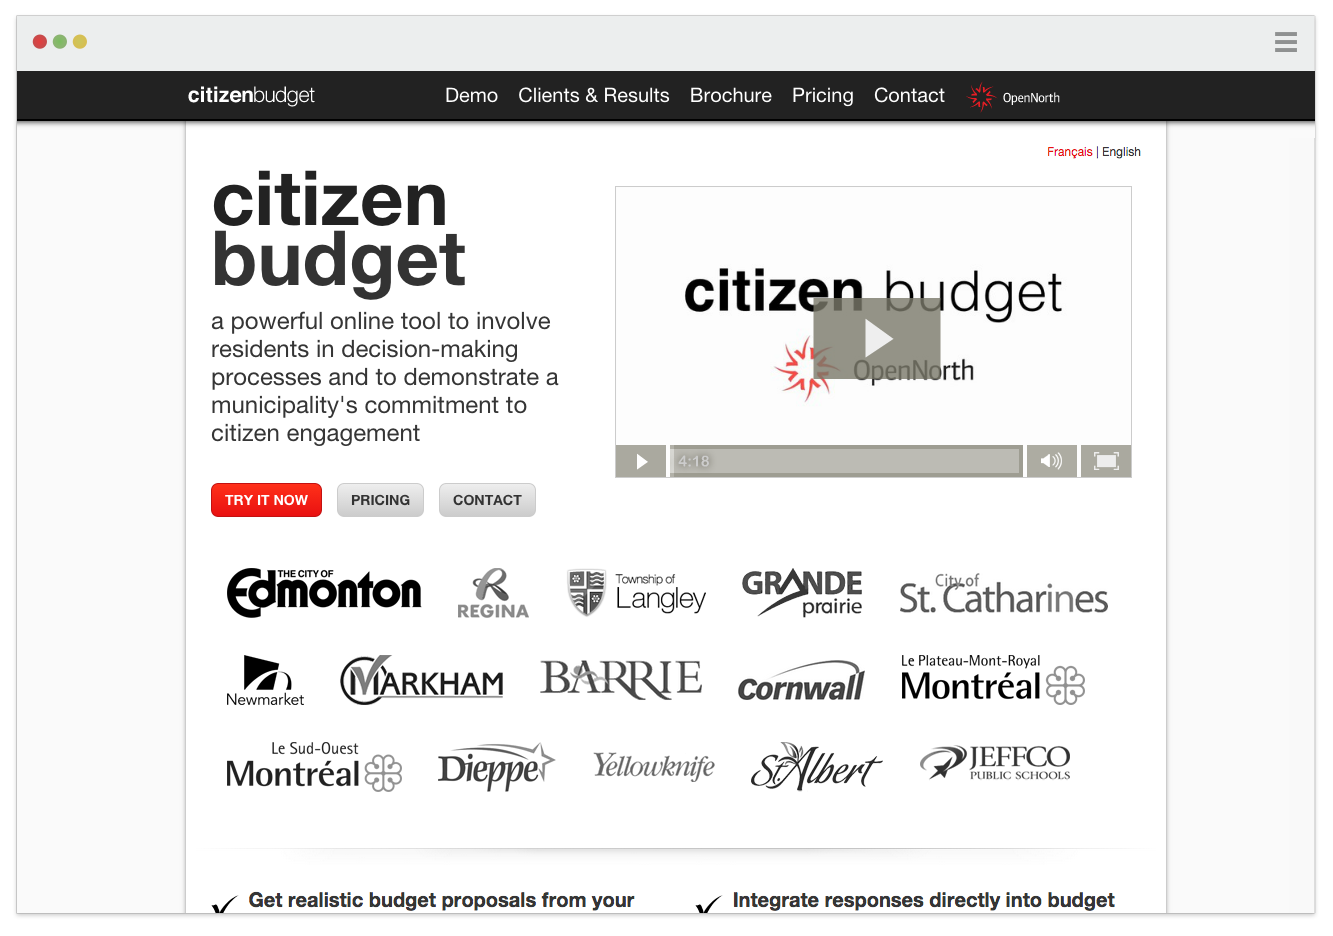 citizenbudget
Demo Clients & Results Brochure Pricing Contact OpenNorth
Français | English
citizen
budget
a powerful online tool to involve
residents in decision-making
processes and to demonstrate a
municipality's commitment to
citizen engagement
citizen budget
OpenNorth
4:18
TRY IT NOW PRICING CONTACT
THE CITY OF
Edmonton
REGINA
Township of
Langley
GRANDE
prairie
City of
St. Catharines
Newmarket
MARKHAM
BARRIE
Cornwall
Le Plateau-Mont-Royal
Montréal
Le Sud-Ouest
Montréal
Dieppe
Yellowknife
St. Albert
JEFFCO
PUBLIC SCHOOLS
Get realistic budget proposals from your
Integrate responses directly into budget